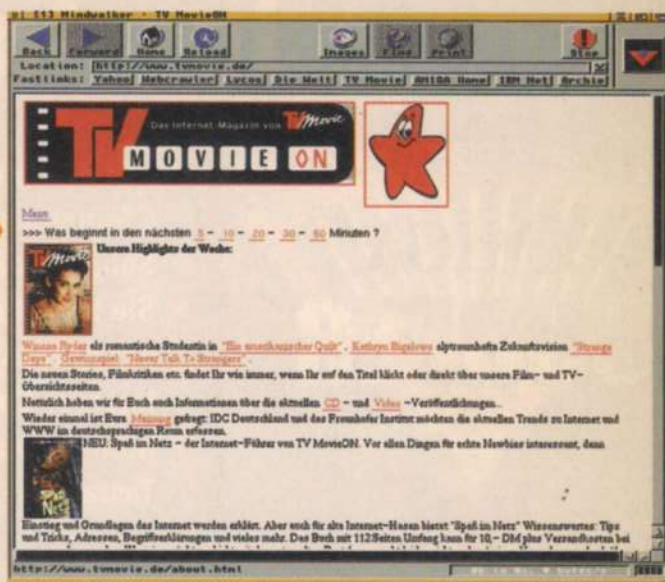 [13] Mindwalker · TV MovieON
Back Forward Home Reload Images Find Print Stop
Location: http://www.tvmovie.de/
Fastlinks: Yahoo Webcrawler Lycos Die Welt TV Movie AMIGA Home IBM Net Archie
Das Internet-Magazin von TV Movie
TV MOVIE ON
Menu
>>> Was beginnt in den nächsten 5 - 10 - 20 - 30 - 60 Minuten ?
TV Movie
Unsere Highlights der Woche:
Winona Ryder als romantische Studentin in "Ein amerikanischer Quilt", Kathryn Bigelows alptraumhafte Zukunftsvision "Strange
Days". Gewinnspiel: "Never Talk To Strangers".
Die neuen Stories, Filmkritiken etc. findet Ihr wie immer, wenn Ihr auf den Titel klickt oder direkt über unsere Film- und TV-
Übersichtsseiten.
Natürlich haben wir für Euch auch Informationen über die aktuellen CD - und Video -Veröffentlichungen..
Wieder einmal ist Eure Meinung gefragt: IDC Deutschland und das Fraunhofer Institut möchten die aktuellen Trends zu Internet und
WWW im deutschsprachigen Raum erfassen.
NEU: Spaß im Netz - der Internet-Führer von TV MovieON. Vor allen Dingen für echte Newbies interessant, denn
Spaß Netz
Einstieg und Grundlagen des Internet werden erklärt. Aber auch für alte Internet-Hasen bietet "Spaß im Netz" Wissenswertes: Tips
und Tricks, Adressen, Begriffserklärungen und vieles mehr. Das Buch mit 112 Seiten Umfang kann für 10,- DM plus Versandkosten bei
http://www.tvmovie.de/about.html